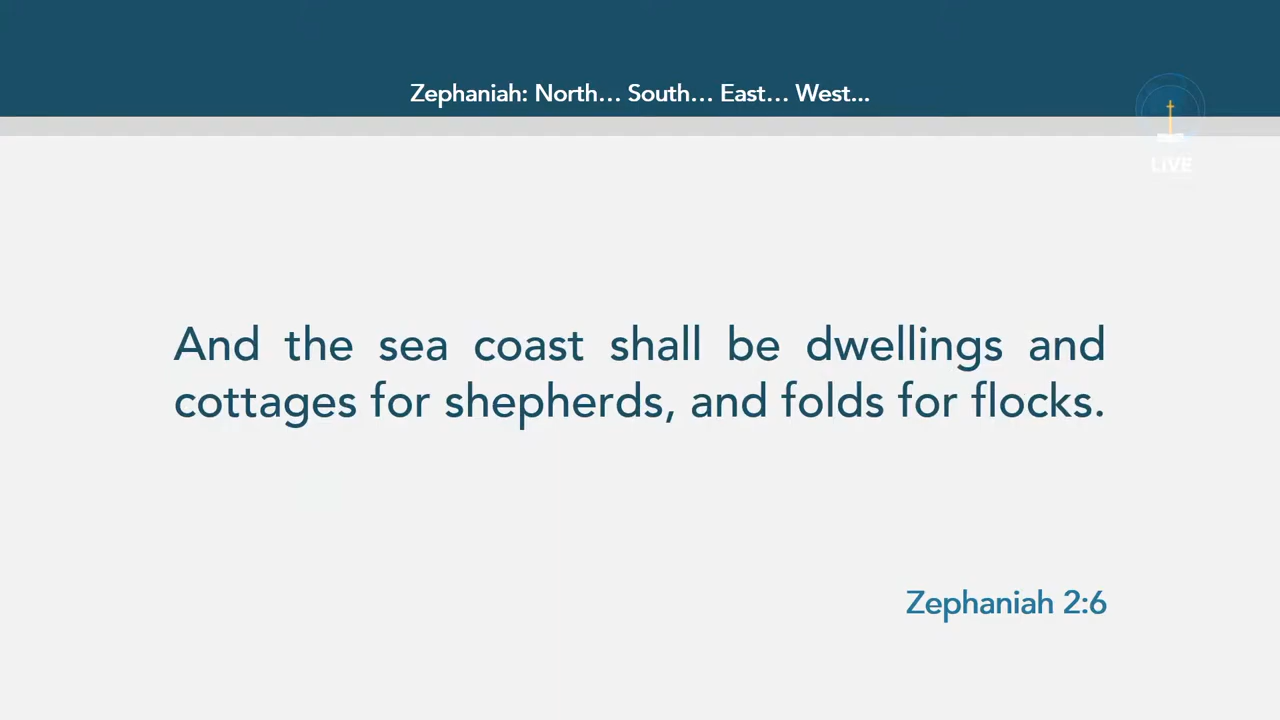 Zephaniah: North... South... East... West...
LIVE
And the sea coast shall be dwellings and
cottages for shepherds, and folds for flocks.
Zephaniah 2:6